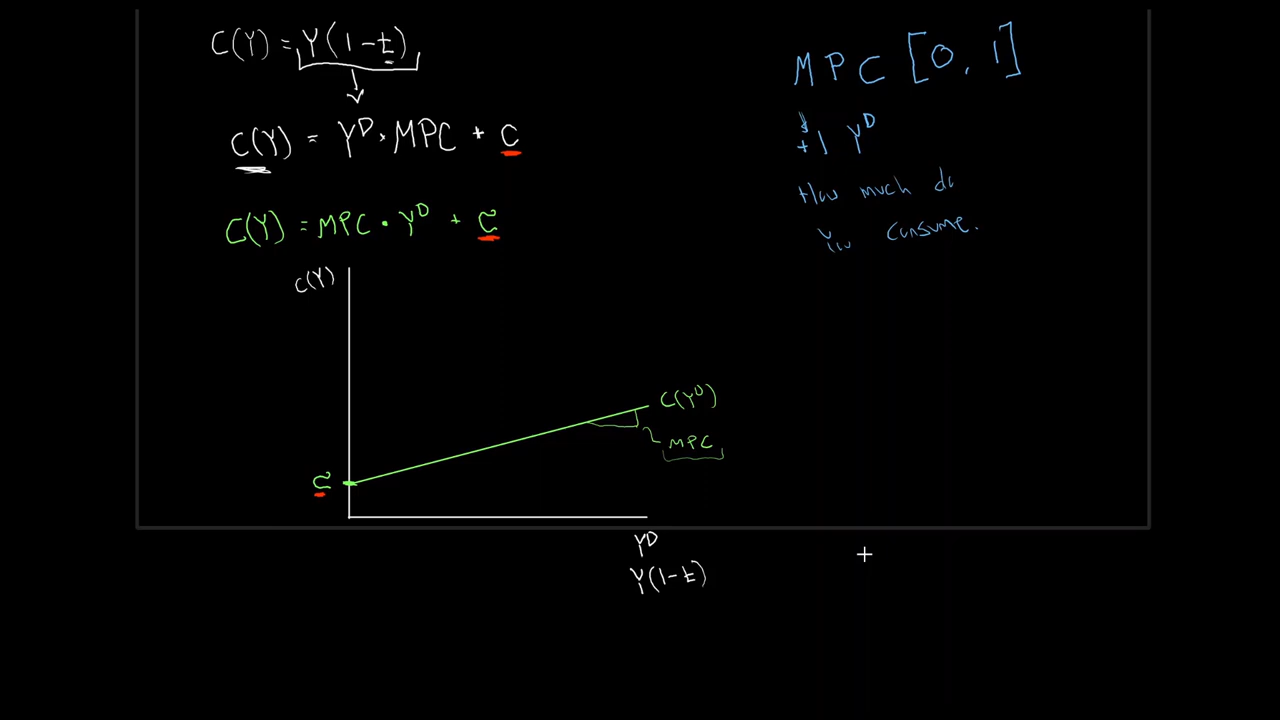 C(Y) = Y(1-t)
C(Y) = Y^D · MPC + C
C(Y) = MPC · Y^D + C̄
C(Y)
C(Y^D)
MPC
C̄
Y^D
Y(1-t)
MPC [0, 1]
$
+1 Y^D
How much do
You consume.